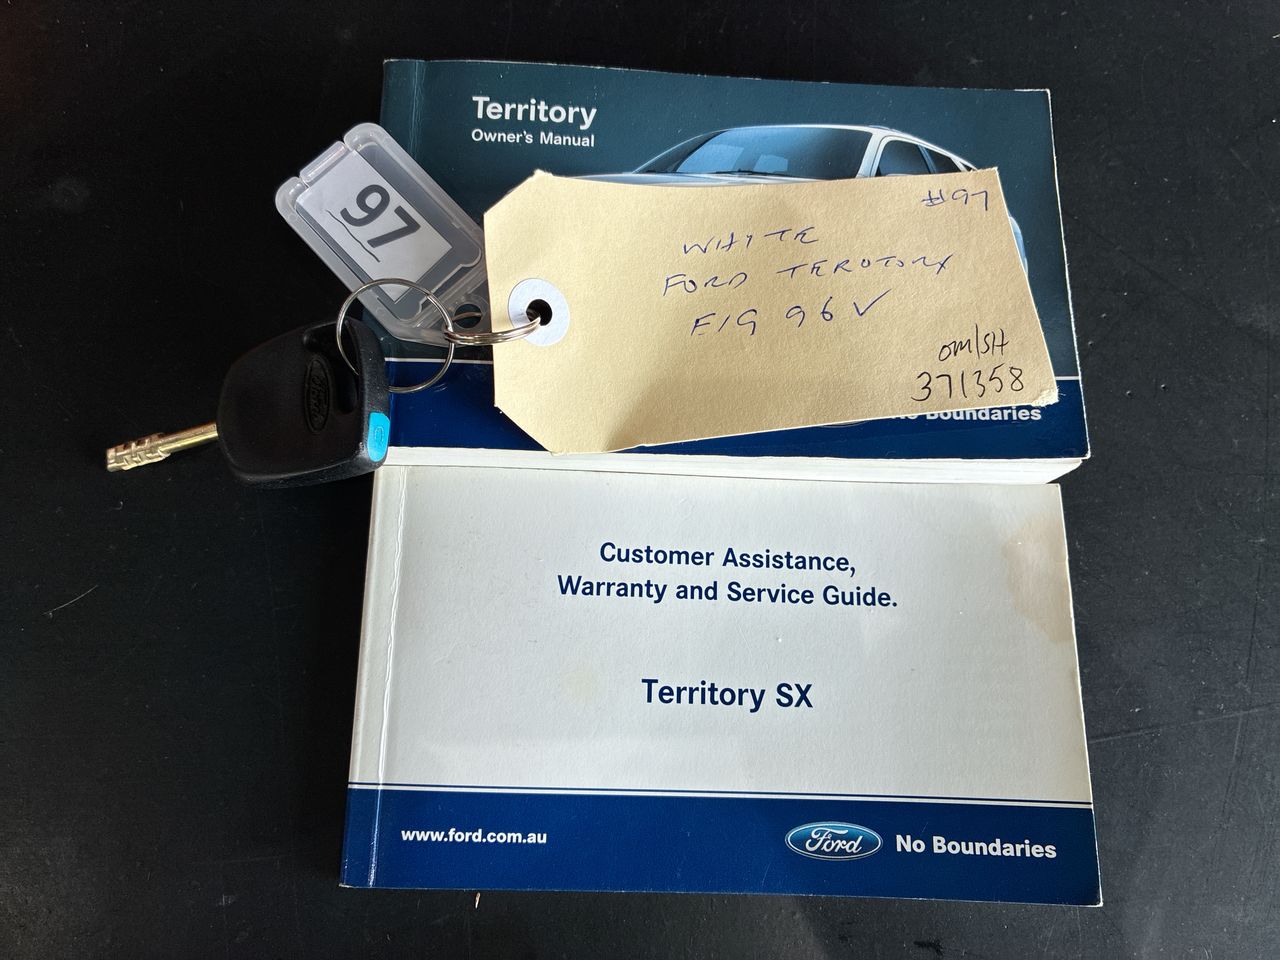 Territory
Owner's Manual
97
#97
WHYTE
FORD TEROTORY
F/G 96V
om/SH
371358
No Boundaries
Ford
Customer Assistance,
Warranty and Service Guide.
Territory SX
www.ford.com.au
Ford
No Boundaries